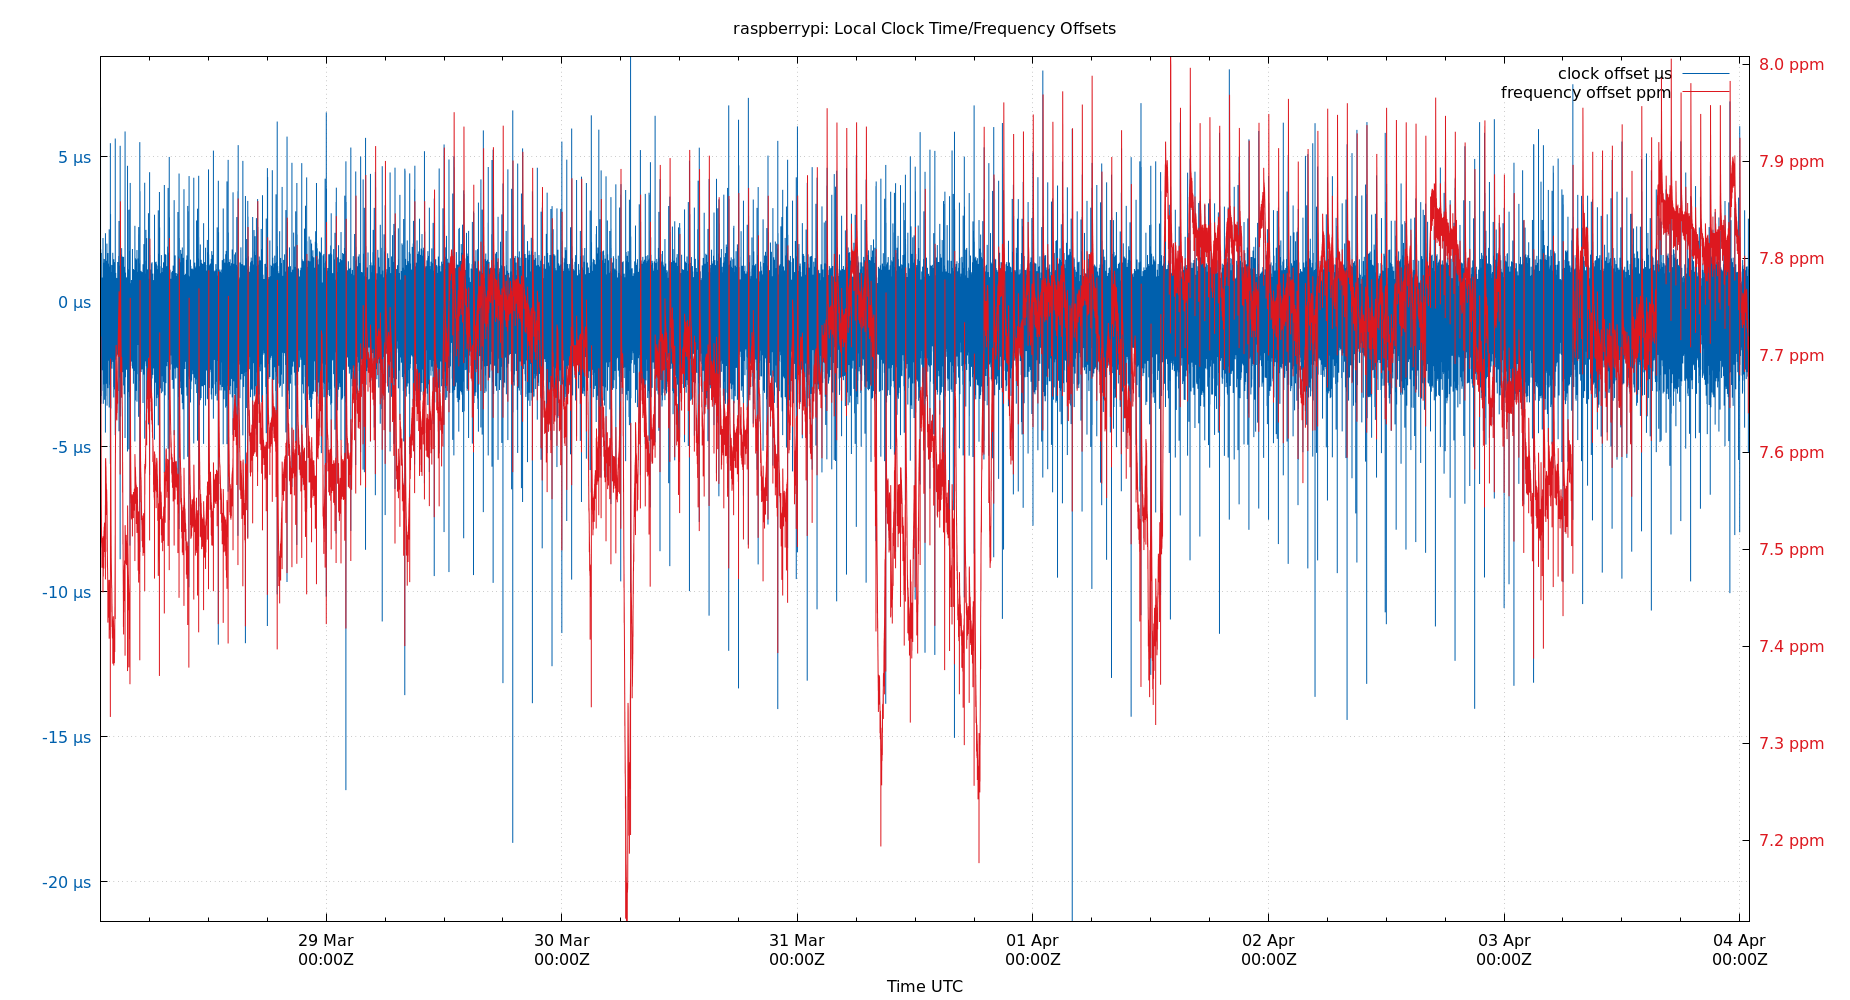 raspberrypi: Local Clock Time/Frequency Offsets
clock offset µs
frequency offset ppm
5 µs
0 µs
-5 µs
-10 µs
-15 µs
-20 µs
8.0 ppm
7.9 ppm
7.8 ppm
7.7 ppm
7.6 ppm
7.5 ppm
7.4 ppm
7.3 ppm
7.2 ppm
29 Mar 30 Mar 31 Mar 01 Apr 02 Apr 03 Apr 04 Apr
00:00Z 00:00Z 00:00Z 00:00Z 00:00Z 00:00Z 00:00Z
Time UTC